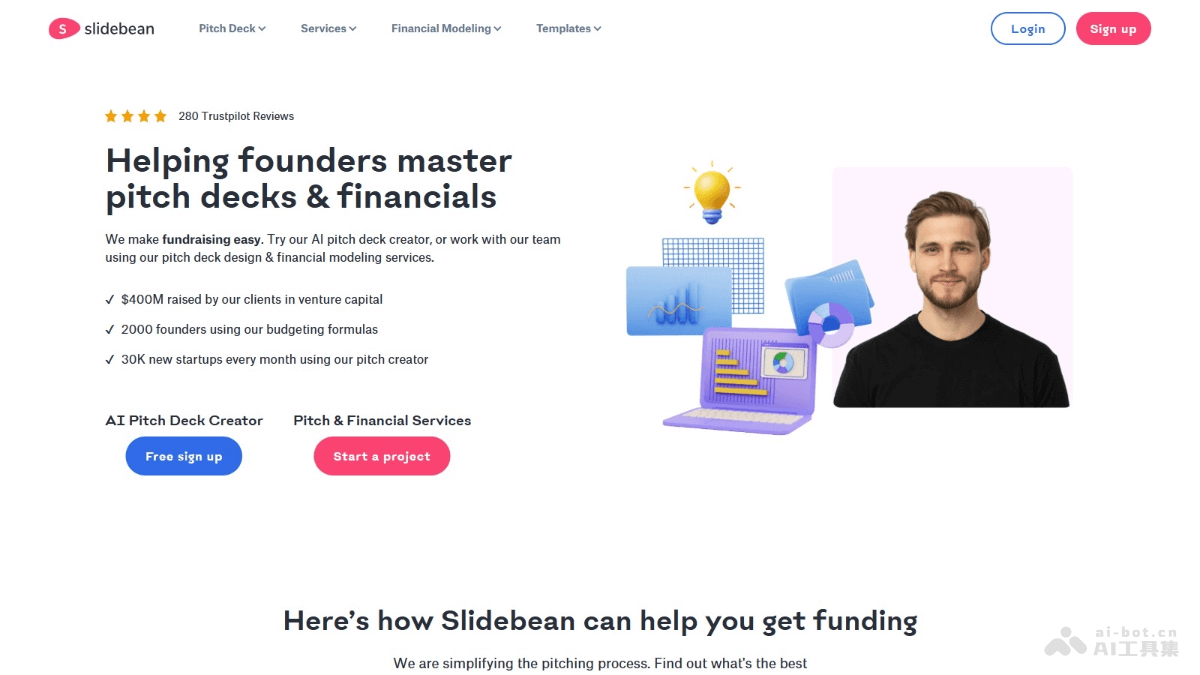 S slidebean
Pitch Deck
Services
Financial Modeling
Templates
Login
Sign up
280 Trustpilot Reviews
Helping founders master
pitch decks & financials
We make fundraising easy. Try our AI pitch deck creator, or work with our team
using our pitch deck design & financial modeling services.
✓ $400M raised by our clients in venture capital
✓ 2000 founders using our budgeting formulas
✓ 30K new startups every month using our pitch creator
AI Pitch Deck Creator
Free sign up
Pitch & Financial Services
Start a project
Here’s how Slidebean can help you get funding
We are simplifying the pitching process. Find out what’s the best
ai-bot.cn
AI工具集